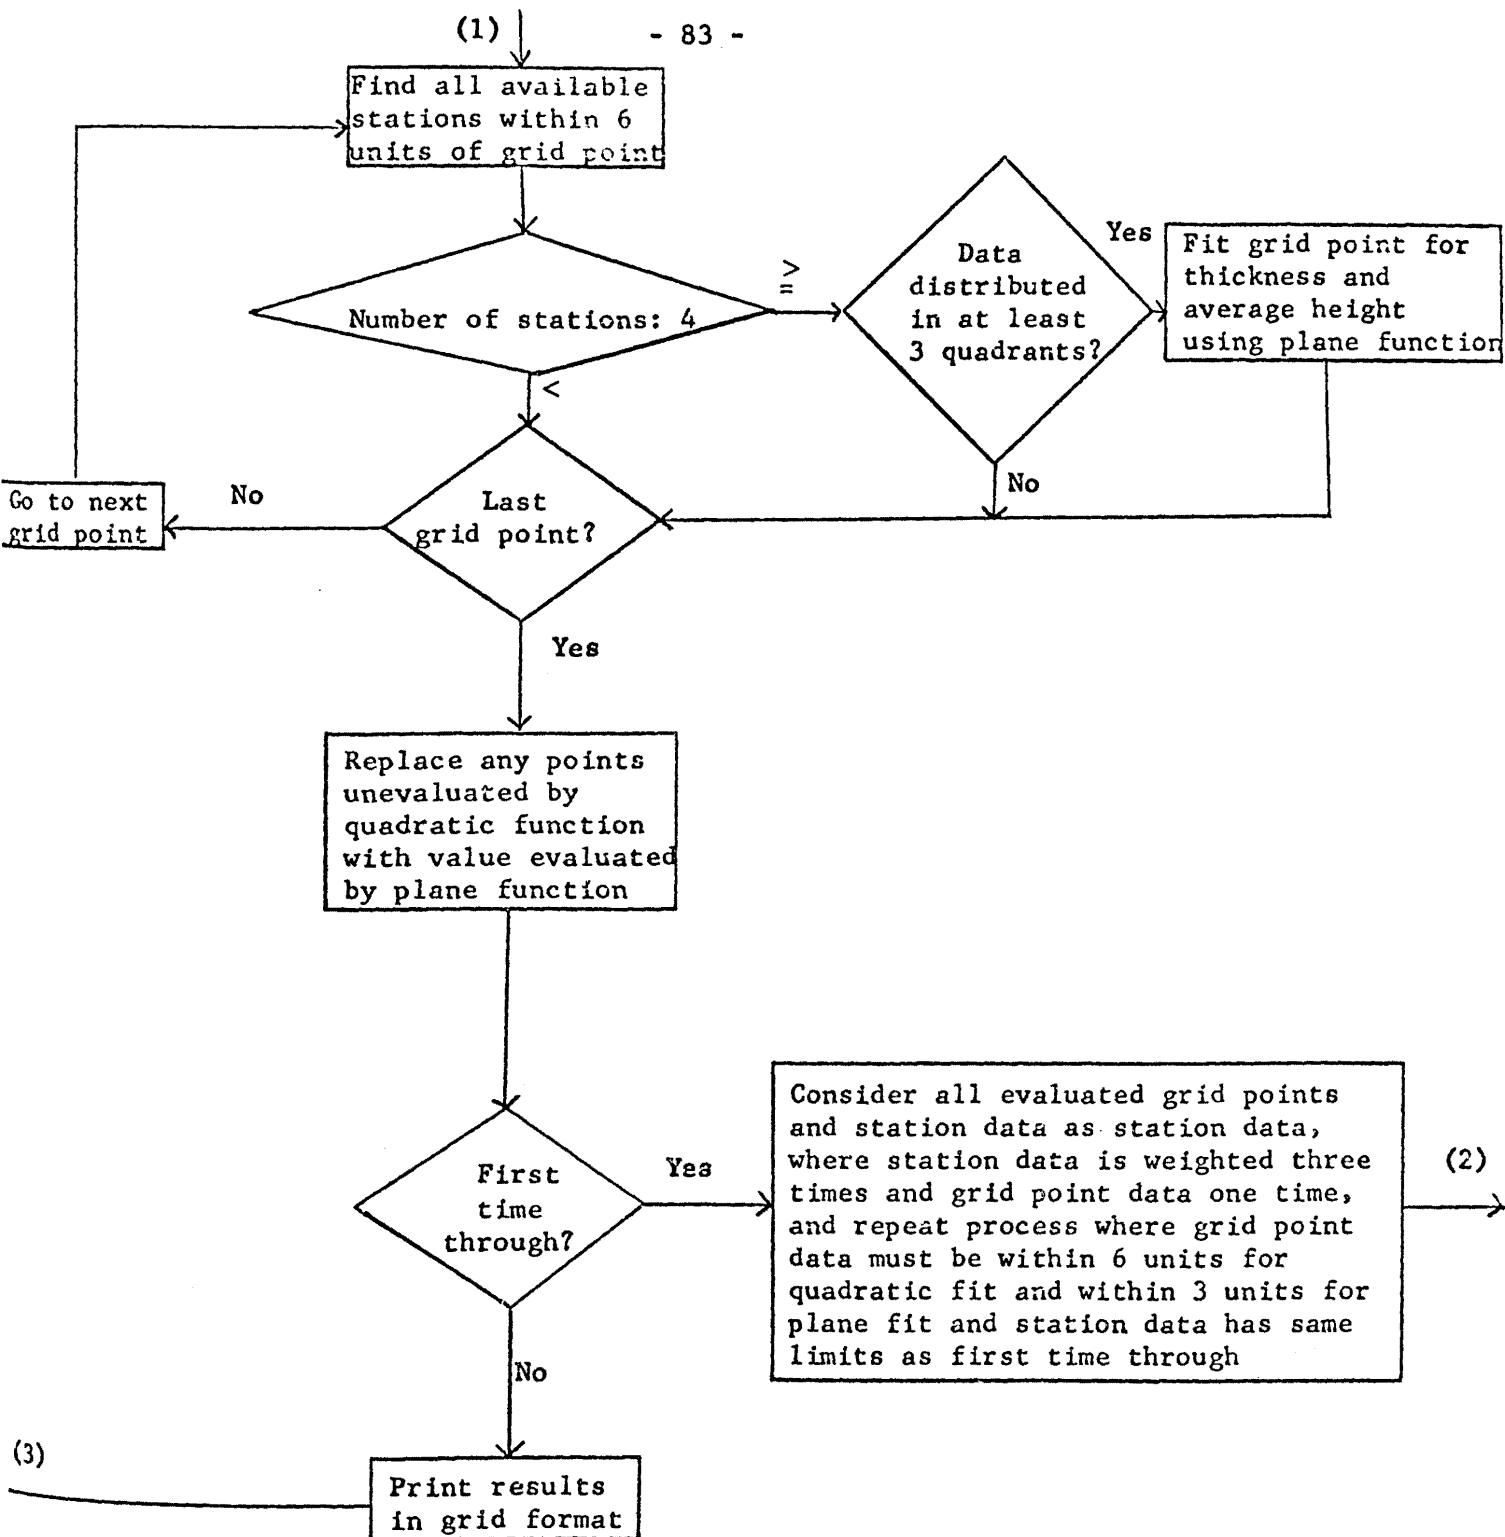 (1)
- 83 -
Find all available
stations within 6
units of grid point
Number of stations: 4
>
=
<
Data
distributed
in at least
3 quadrants?
Yes
Fit grid point for
thickness and
average height
using plane function
No
Last
grid point?
No
Go to next
grid point
Yes
Replace any points
unevaluated by
quadratic function
with value evaluated
by plane function
First
time
through?
Yes
Consider all evaluated grid points
and station data as station data,
where station data is weighted three
times and grid point data one time,
and repeat process where grid point
data must be within 6 units for
quadratic fit and within 3 units for
plane fit and station data has same
limits as first time through
(2)
No
(3)
Print results
in grid format